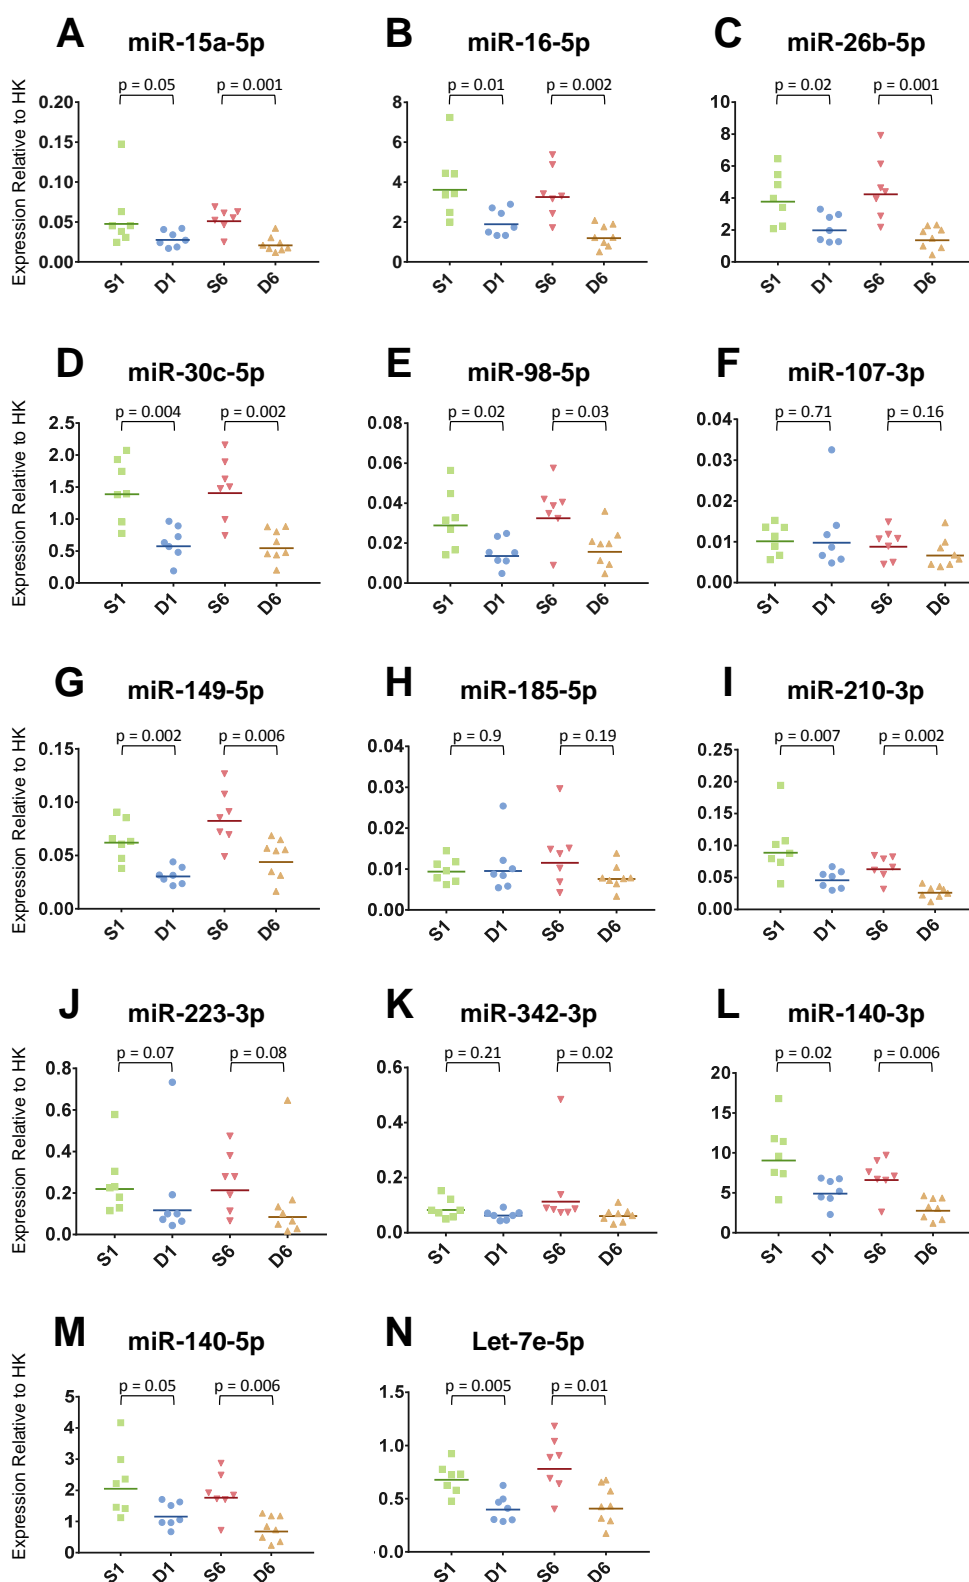 A miR-15a-5p
Expression Relative to HK
p = 0.05 p = 0.001
0.20
0.15
0.10
0.05
0.00
S1 D1 S6 D6
B miR-16-5p
p = 0.01 p = 0.002
8
6
4
2
0
S1 D1 S6 D6
C miR-26b-5p
p = 0.02 p = 0.001
10
8
6
4
2
0
S1 D1 S6 D6
D miR-30c-5p
Expression Relative to HK
p = 0.004 p = 0.002
2.5
2.0
1.5
1.0
0.5
0.0
S1 D1 S6 D6
E miR-98-5p
p = 0.02 p = 0.03
0.08
0.06
0.04
0.02
0.00
S1 D1 S6 D6
F miR-107-3p
p = 0.71 p = 0.16
0.04
0.03
0.02
0.01
0.00
S1 D1 S6 D6
G miR-149-5p
Expression Relative to HK
p = 0.002 p = 0.006
0.15
0.10
0.05
0.00
S1 D1 S6 D6
H miR-185-5p
p = 0.9 p = 0.19
0.04
0.03
0.02
0.01
0.00
S1 D1 S6 D6
I miR-210-3p
p = 0.007 p = 0.002
0.25
0.20
0.15
0.10
0.05
0.00
S1 D1 S6 D6
J miR-223-3p
Expression Relative to HK
p = 0.07 p = 0.08
0.8
0.6
0.4
0.2
0.0
S1 D1 S6 D6
K miR-342-3p
p = 0.21 p = 0.02
0.6
0.4
0.2
0.0
S1 D1 S6 D6
L miR-140-3p
p = 0.02 p = 0.006
20
15
10
5
0
S1 D1 S6 D6
M miR-140-5p
Expression Relative to HK
p = 0.05 p = 0.006
5
4
3
2
1
0
S1 D1 S6 D6
N Let-7e-5p
p = 0.005 p = 0.01
1.5
1.0
0.5
0.0
S1 D1 S6 D6